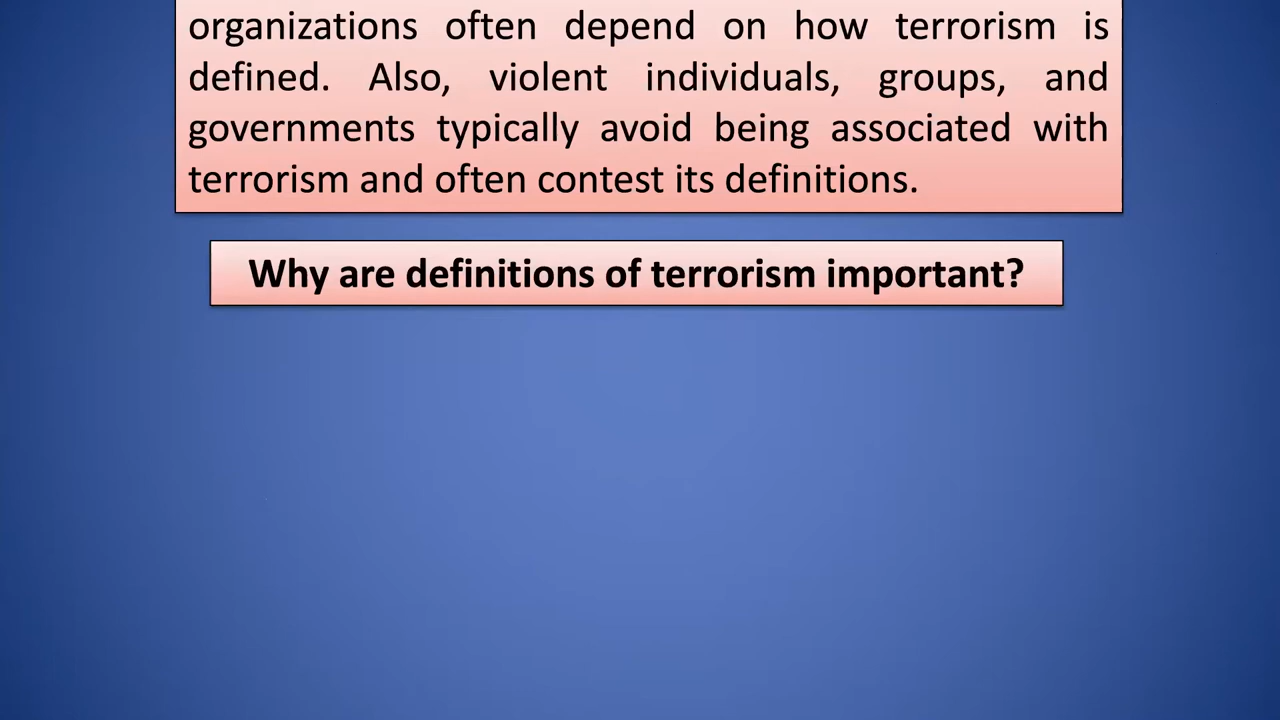 organizations often depend on how terrorism is
defined. Also, violent individuals, groups, and
governments typically avoid being associated with
terrorism and often contest its definitions.
Why are definitions of terrorism important?